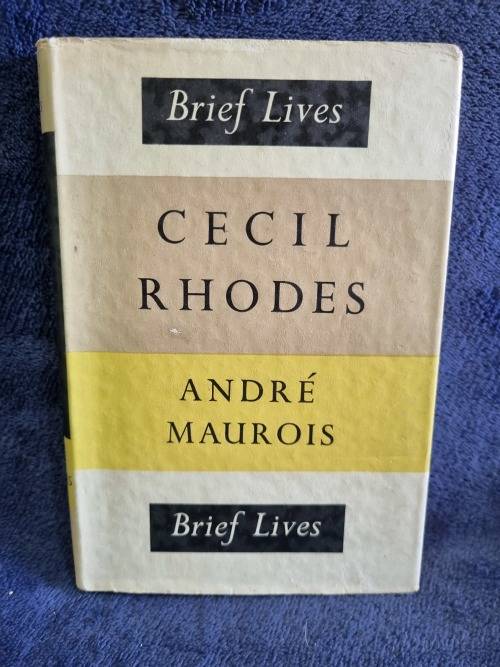 Brief Lives
CECIL
RHODES
ANDRÉ
MAUROIS
Brief Lives